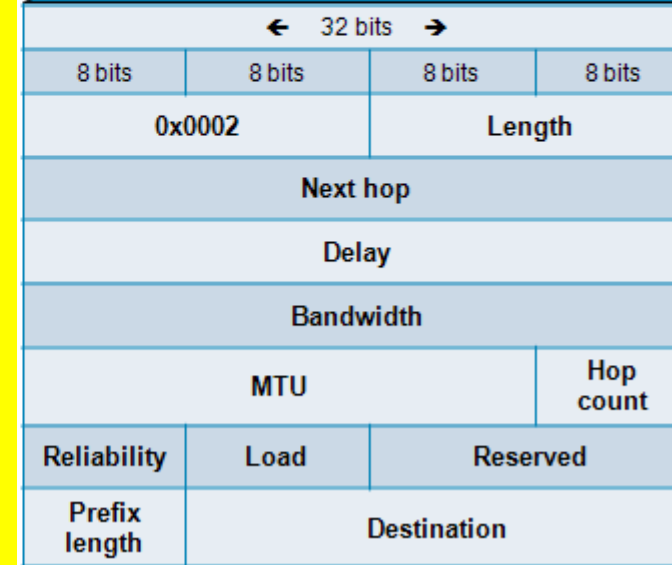 ← 32 bits →
8 bits 8 bits 8 bits 8 bits
0x0002 Length
Next hop
Delay
Bandwidth
MTU Hop count
Reliability Load Reserved
Prefix length Destination